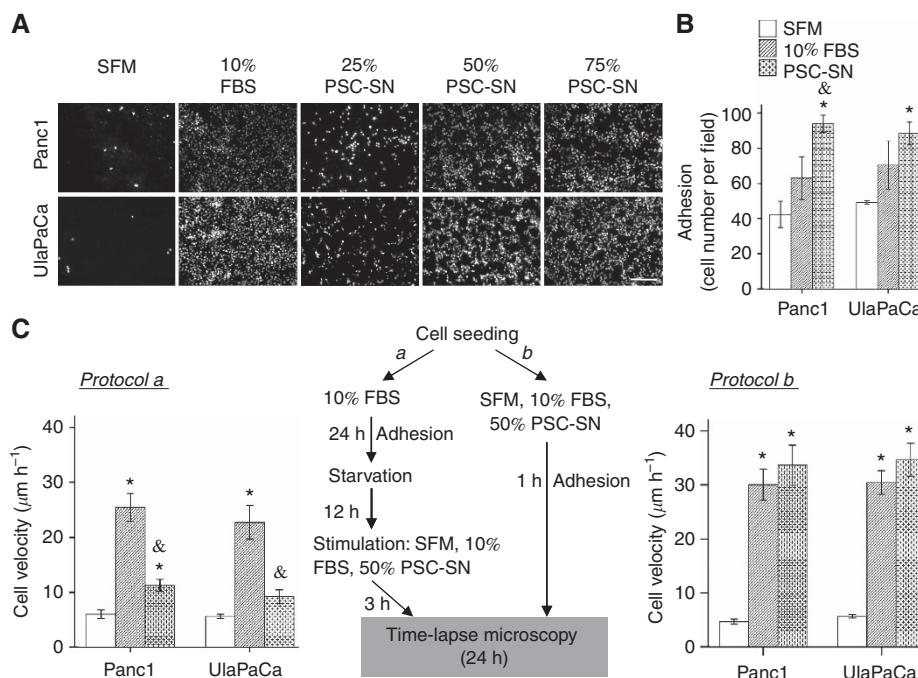 A
SFM
10%
FBS
25%
PSC-SN
50%
PSC-SN
75%
PSC-SN
Panc1
UlaPaCa
B
SFM
10% FBS
PSC-SN
Adhesion
(cell number per field)
100
80
60
40
20
0
&
*
*
Panc1
UlaPaCa
C
Protocol a
Cell velocity (μm h⁻¹)
40
30
20
10
0
*
&
*
*
&
Panc1
UlaPaCa
Cell seeding
a
b
10% FBS
24 h Adhesion
Starvation
12 h
Stimulation: SFM, 10%
FBS, 50% PSC-SN
3 h
SFM, 10% FBS,
50% PSC-SN
1 h Adhesion
Time-lapse microscopy
(24 h)
Protocol b
Cell velocity (μm h⁻¹)
40
30
20
10
0
*
*
*
*
Panc1
UlaPaCa